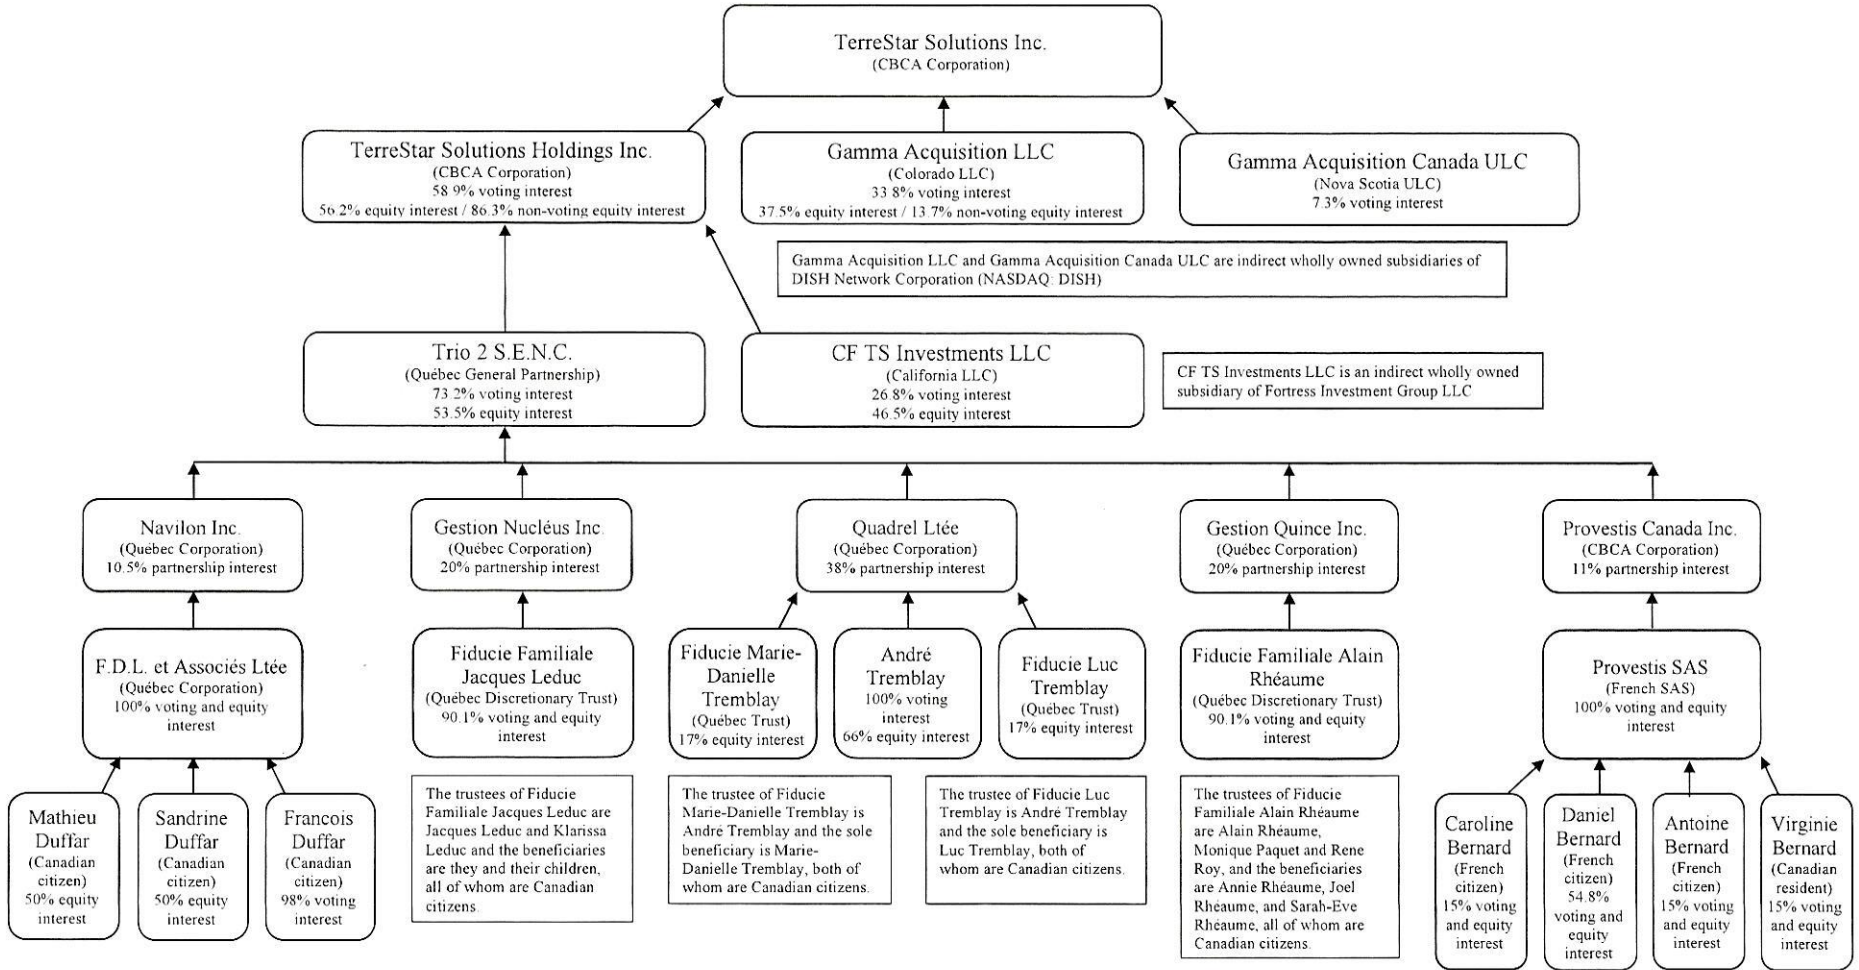 TerreStar Solutions Inc.
(CBCA Corporation)
TerreStar Solutions Holdings Inc.
(CBCA Corporation)
58.9% voting interest
56.2% equity interest / 86.3% non-voting equity interest
Gamma Acquisition LLC
(Colorado LLC)
33.8% voting interest
37.5% equity interest / 13.7% non-voting equity interest
Gamma Acquisition Canada ULC
(Nova Scotia ULC)
7.3% voting interest
Gamma Acquisition LLC and Gamma Acquisition Canada ULC are indirect wholly owned subsidiaries of
DISH Network Corporation (NASDAQ: DISH)
Trio 2 S.E.N.C.
(Québec General Partnership)
73.2% voting interest
53.5% equity interest
CF TS Investments LLC
(California LLC)
26.8% voting interest
46.5% equity interest
CF TS Investments LLC is an indirect wholly owned
subsidiary of Fortress Investment Group LLC
Navilon Inc.
(Québec Corporation)
10.5% partnership interest
Gestion Nucléus Inc.
(Québec Corporation)
20% partnership interest
Quadrel Ltée
(Québec Corporation)
38% partnership interest
Gestion Quince Inc.
(Québec Corporation)
20% partnership interest
Provestis Canada Inc.
(CBCA Corporation)
11% partnership interest
F.D.L. et Associés Ltée
(Québec Corporation)
100% voting and equity
interest
Fiducie Familiale
Jacques Leduc
(Québec Discretionary Trust)
90.1% voting and equity
interest
Fiducie Marie-
Danielle
Tremblay
(Québec Trust)
17% equity interest
André
Tremblay
100% voting
interest
66% equity interest
Fiducie Luc
Tremblay
(Québec Trust)
17% equity interest
Fiducie Familiale Alain
Rhéaume
(Québec Discretionary Trust)
90.1% voting and equity
interest
Provestis SAS
(French SAS)
100% voting and equity
interest
Mathieu
Duffar
(Canadian
citizen)
50% equity
interest
Sandrine
Duffar
(Canadian
citizen)
50% equity
interest
Francois
Duffar
(Canadian
citizen)
98% voting
interest
The trustees of Fiducie
Familiale Jacques Leduc are
Jacques Leduc and Klarissa
Leduc and the beneficiaries
are they and their children,
all of whom are Canadian
citizens.
The trustee of Fiducie
Marie-Danielle Tremblay is
André Tremblay and the sole
beneficiary is Marie-
Danielle Tremblay, both of
whom are Canadian citizens.
The trustee of Fiducie Luc
Tremblay is André Tremblay
and the sole beneficiary is
Luc Tremblay, both of
whom are Canadian citizens.
The trustees of Fiducie
Familiale Alain Rhéaume
are Alain Rhéaume,
Monique Paquet and Rene
Roy, and the beneficiaries
are Annie Rhéaume, Joel
Rhéaume, and Sarah-Eve
Rhéaume, all of whom are
Canadian citizens.
Caroline
Bernard
(French
citizen)
15% voting
and equity
interest
Daniel
Bernard
(French
citizen)
54.8%
voting and
equity
interest
Antoine
Bernard
(French
citizen)
15% voting
and equity
interest
Virginie
Bernard
(Canadian
resident)
15% voting
and equity
interest